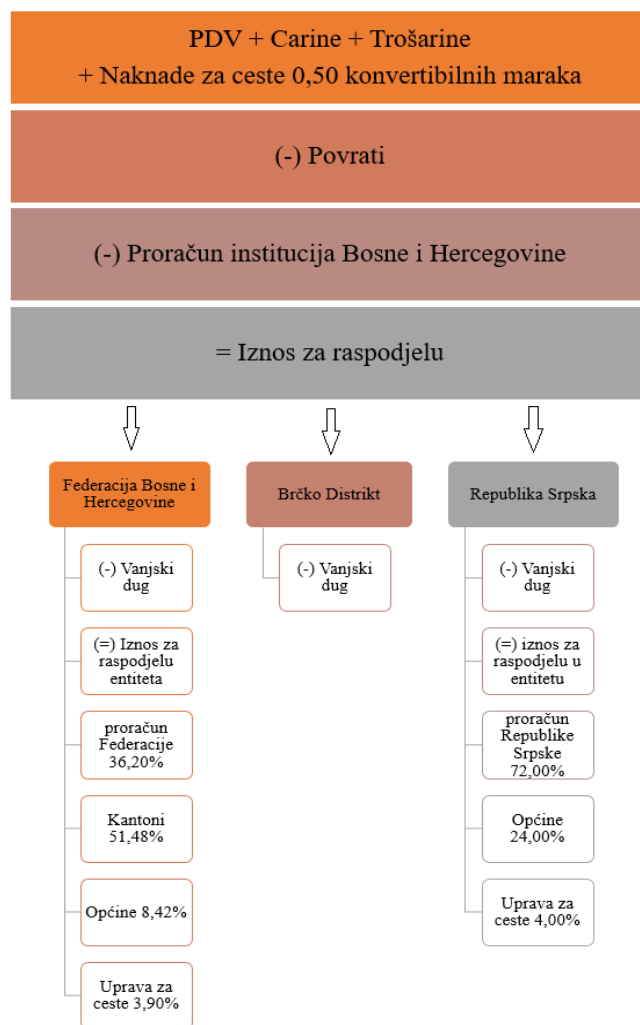 PDV + Carine + Trošarine
+ Naknade za ceste 0,50 konvertibilnih maraka
(-) Povrati
(-) Proračun institucija Bosne i Hercegovine
= Iznos za raspodjelu
Federacija Bosne i
Hercegovine
(-) Vanjski
dug
(=) Iznos za
raspodjelu
entiteta
proračun
Federacije
36,20%
Kantoni
51,48%
Općine 8,42%
Uprava za
ceste 3,90%
Brčko Distrikt
(-) Vanjski
dug
Republika Srpska
(-) Vanjski
dug
(=) iznos za
raspodjelu u
entitetu
proračun
Republike
Srpske
72,00%
Općine
24,00%
Uprava za
ceste 4,00%